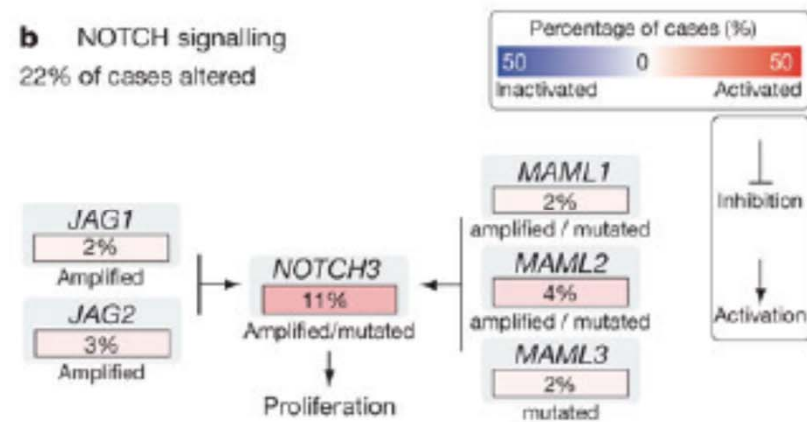 b NOTCH signalling
22% of cases altered
Percentage of cases (%)
50 0 50
Inactivated Activated
Inhibition
Activation
JAG1
2%
Amplified
JAG2
3%
Amplified
NOTCH3
11%
Amplified/mutated
Proliferation
MAML1
2%
amplified / mutated
MAML2
4%
amplified / mutated
MAML3
2%
mutated